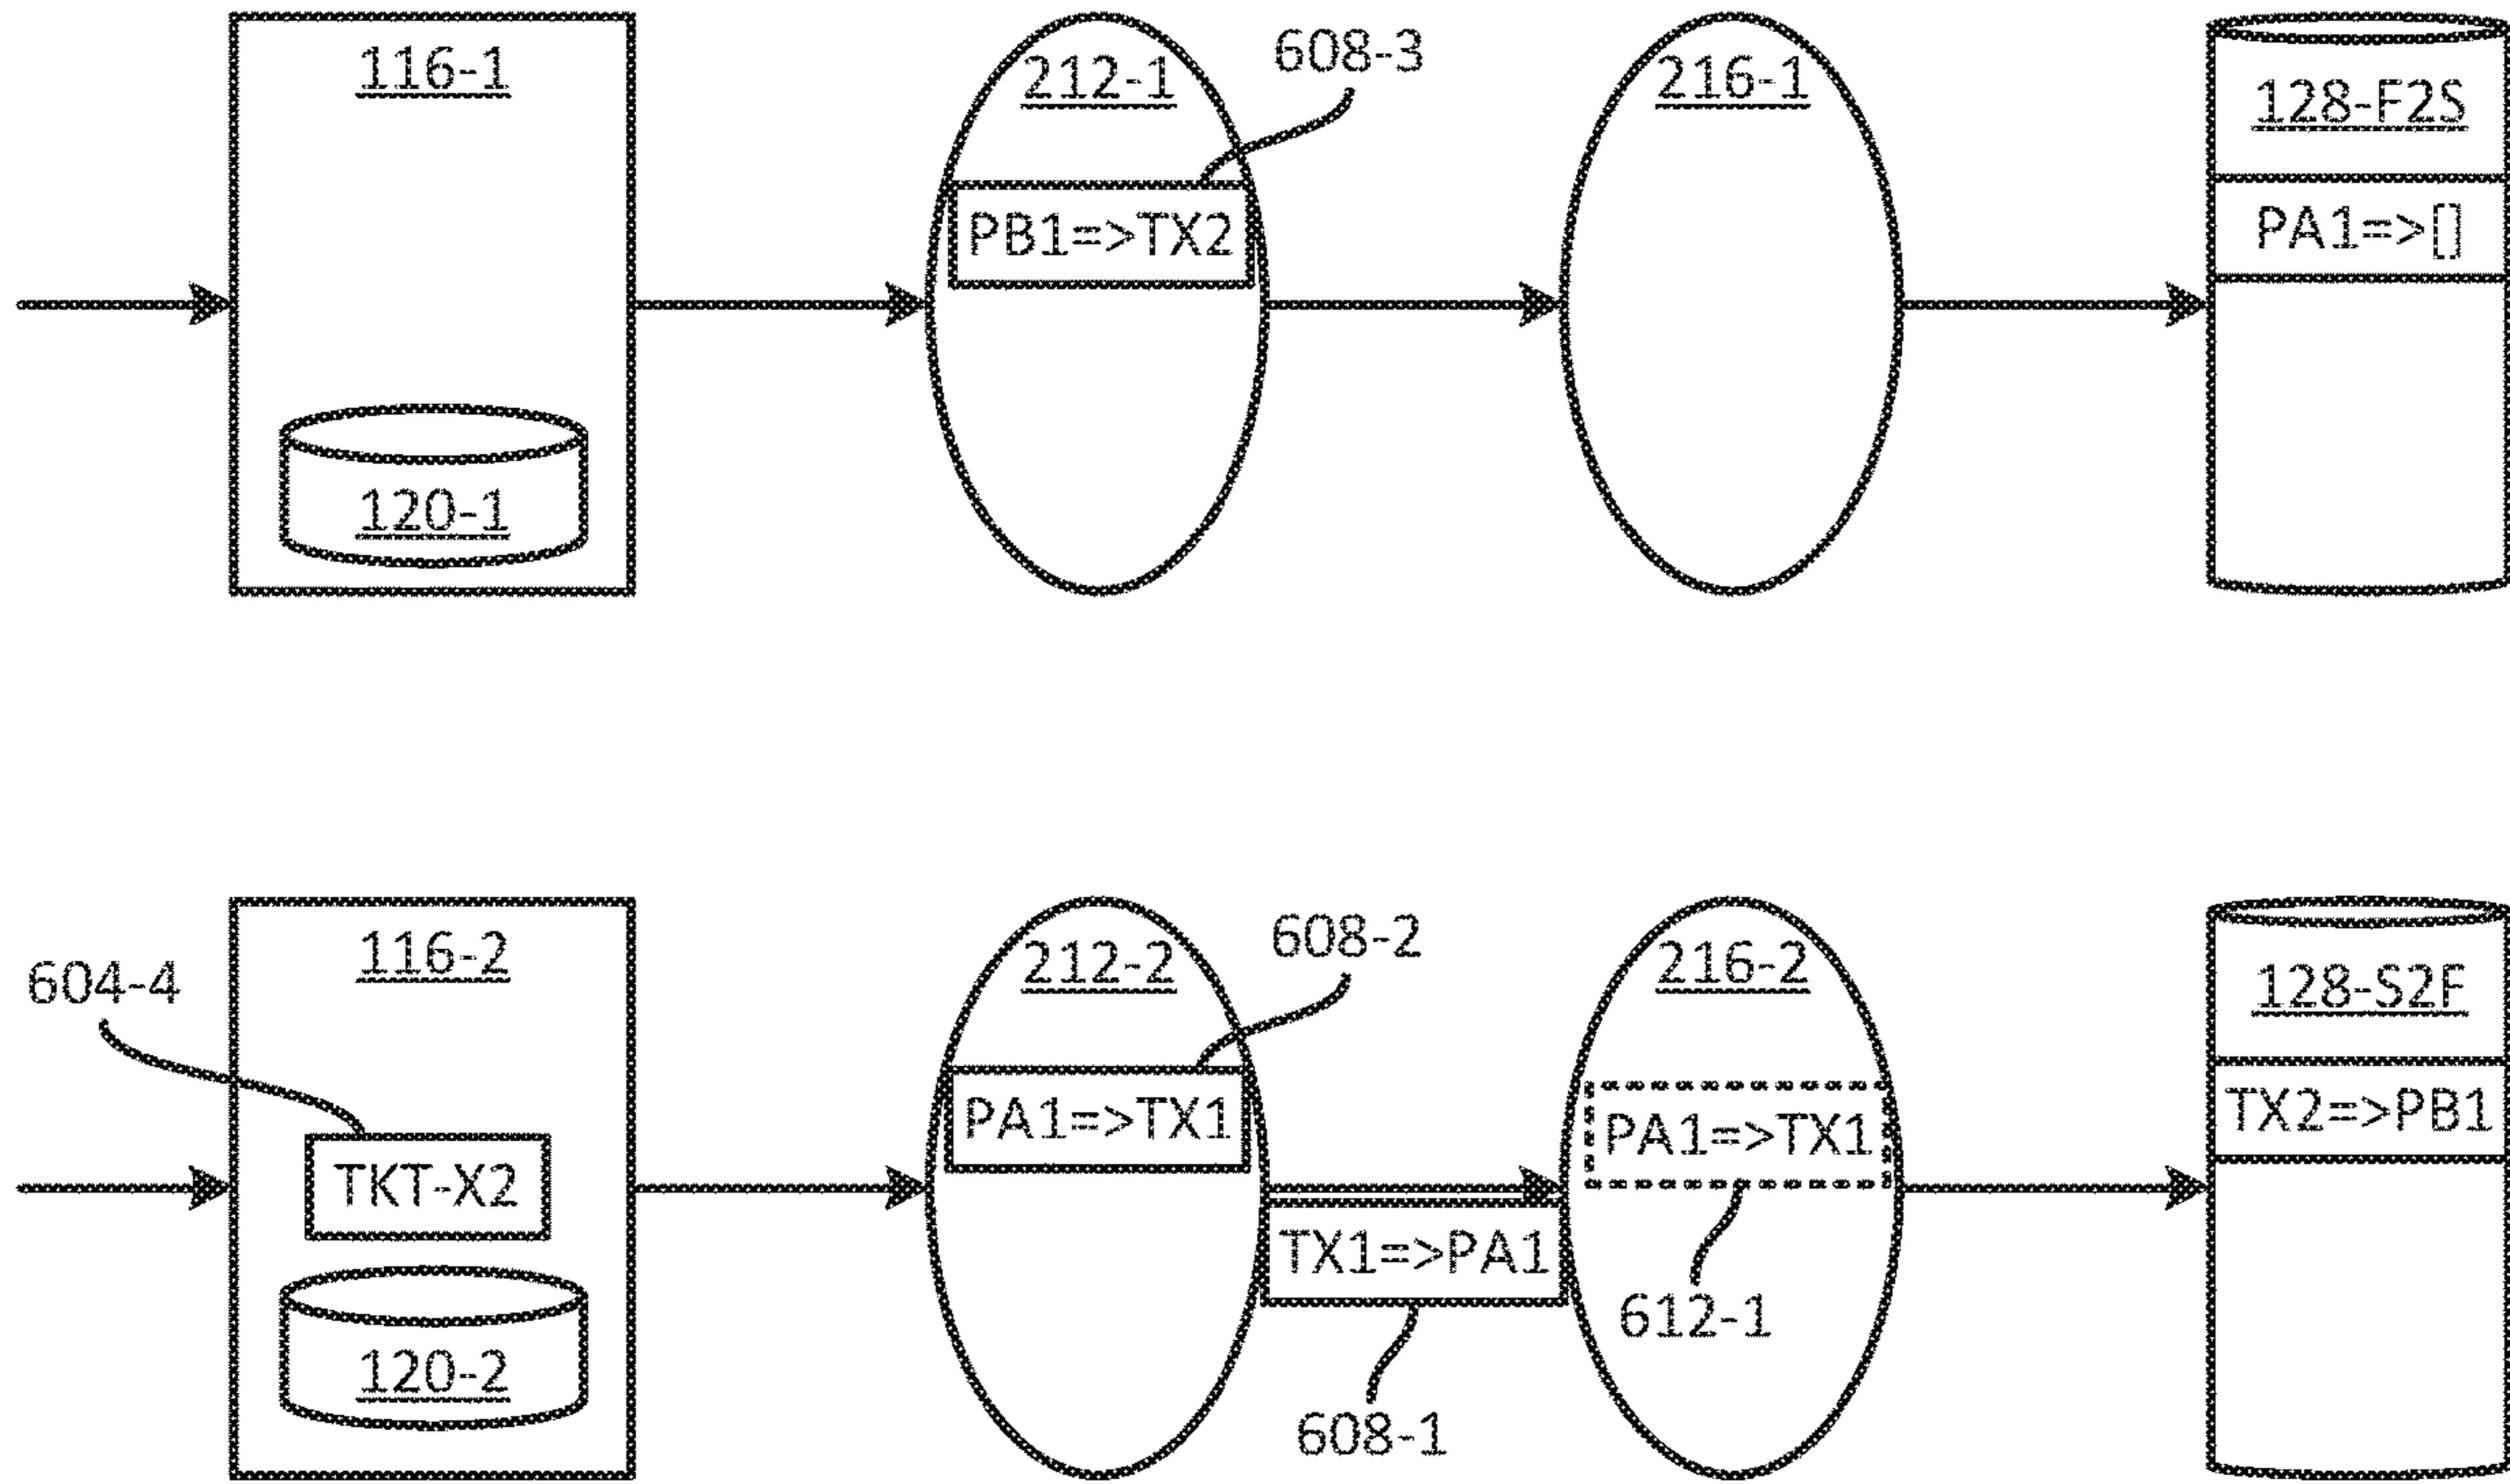 116-1
212-1
608-3
216-1
128-F2S
PB1=>TX2
PA1=>[]
120-1
604-4
116-2
212-2
608-2
216-2
128-S2F
PA1=>TX1
PA1=>TX1
TX2=>PB1
TKT-X2
TX1=>PA1
612-1
120-2
608-1